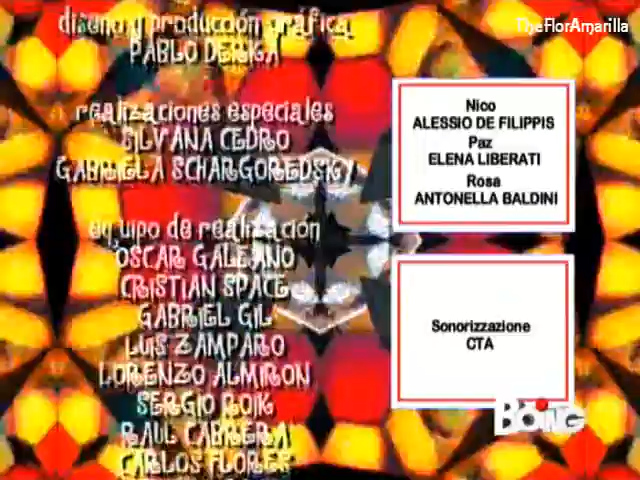 TheFlorAmarilla
diseno y producción gráfica
PABLO DERKA
realizaciones especiales
SILVANA CEDRO
GABRIELA SCHARGOREDSKY
equipo de realización
OSCAR GALEANO
CRISTIAN SPACE
GABRIEL GIL
LUIS ZAMPARO
LORENZO ALMIRON
SERGIO ROIK
RAUL CABRERA
CARLOS FLORES
Nico
ALESSIO DE FILIPPIS
Paz
ELENA LIBERATI
Rosa
ANTONELLA BALDINI
Sonorizzazione
CTA
BOING